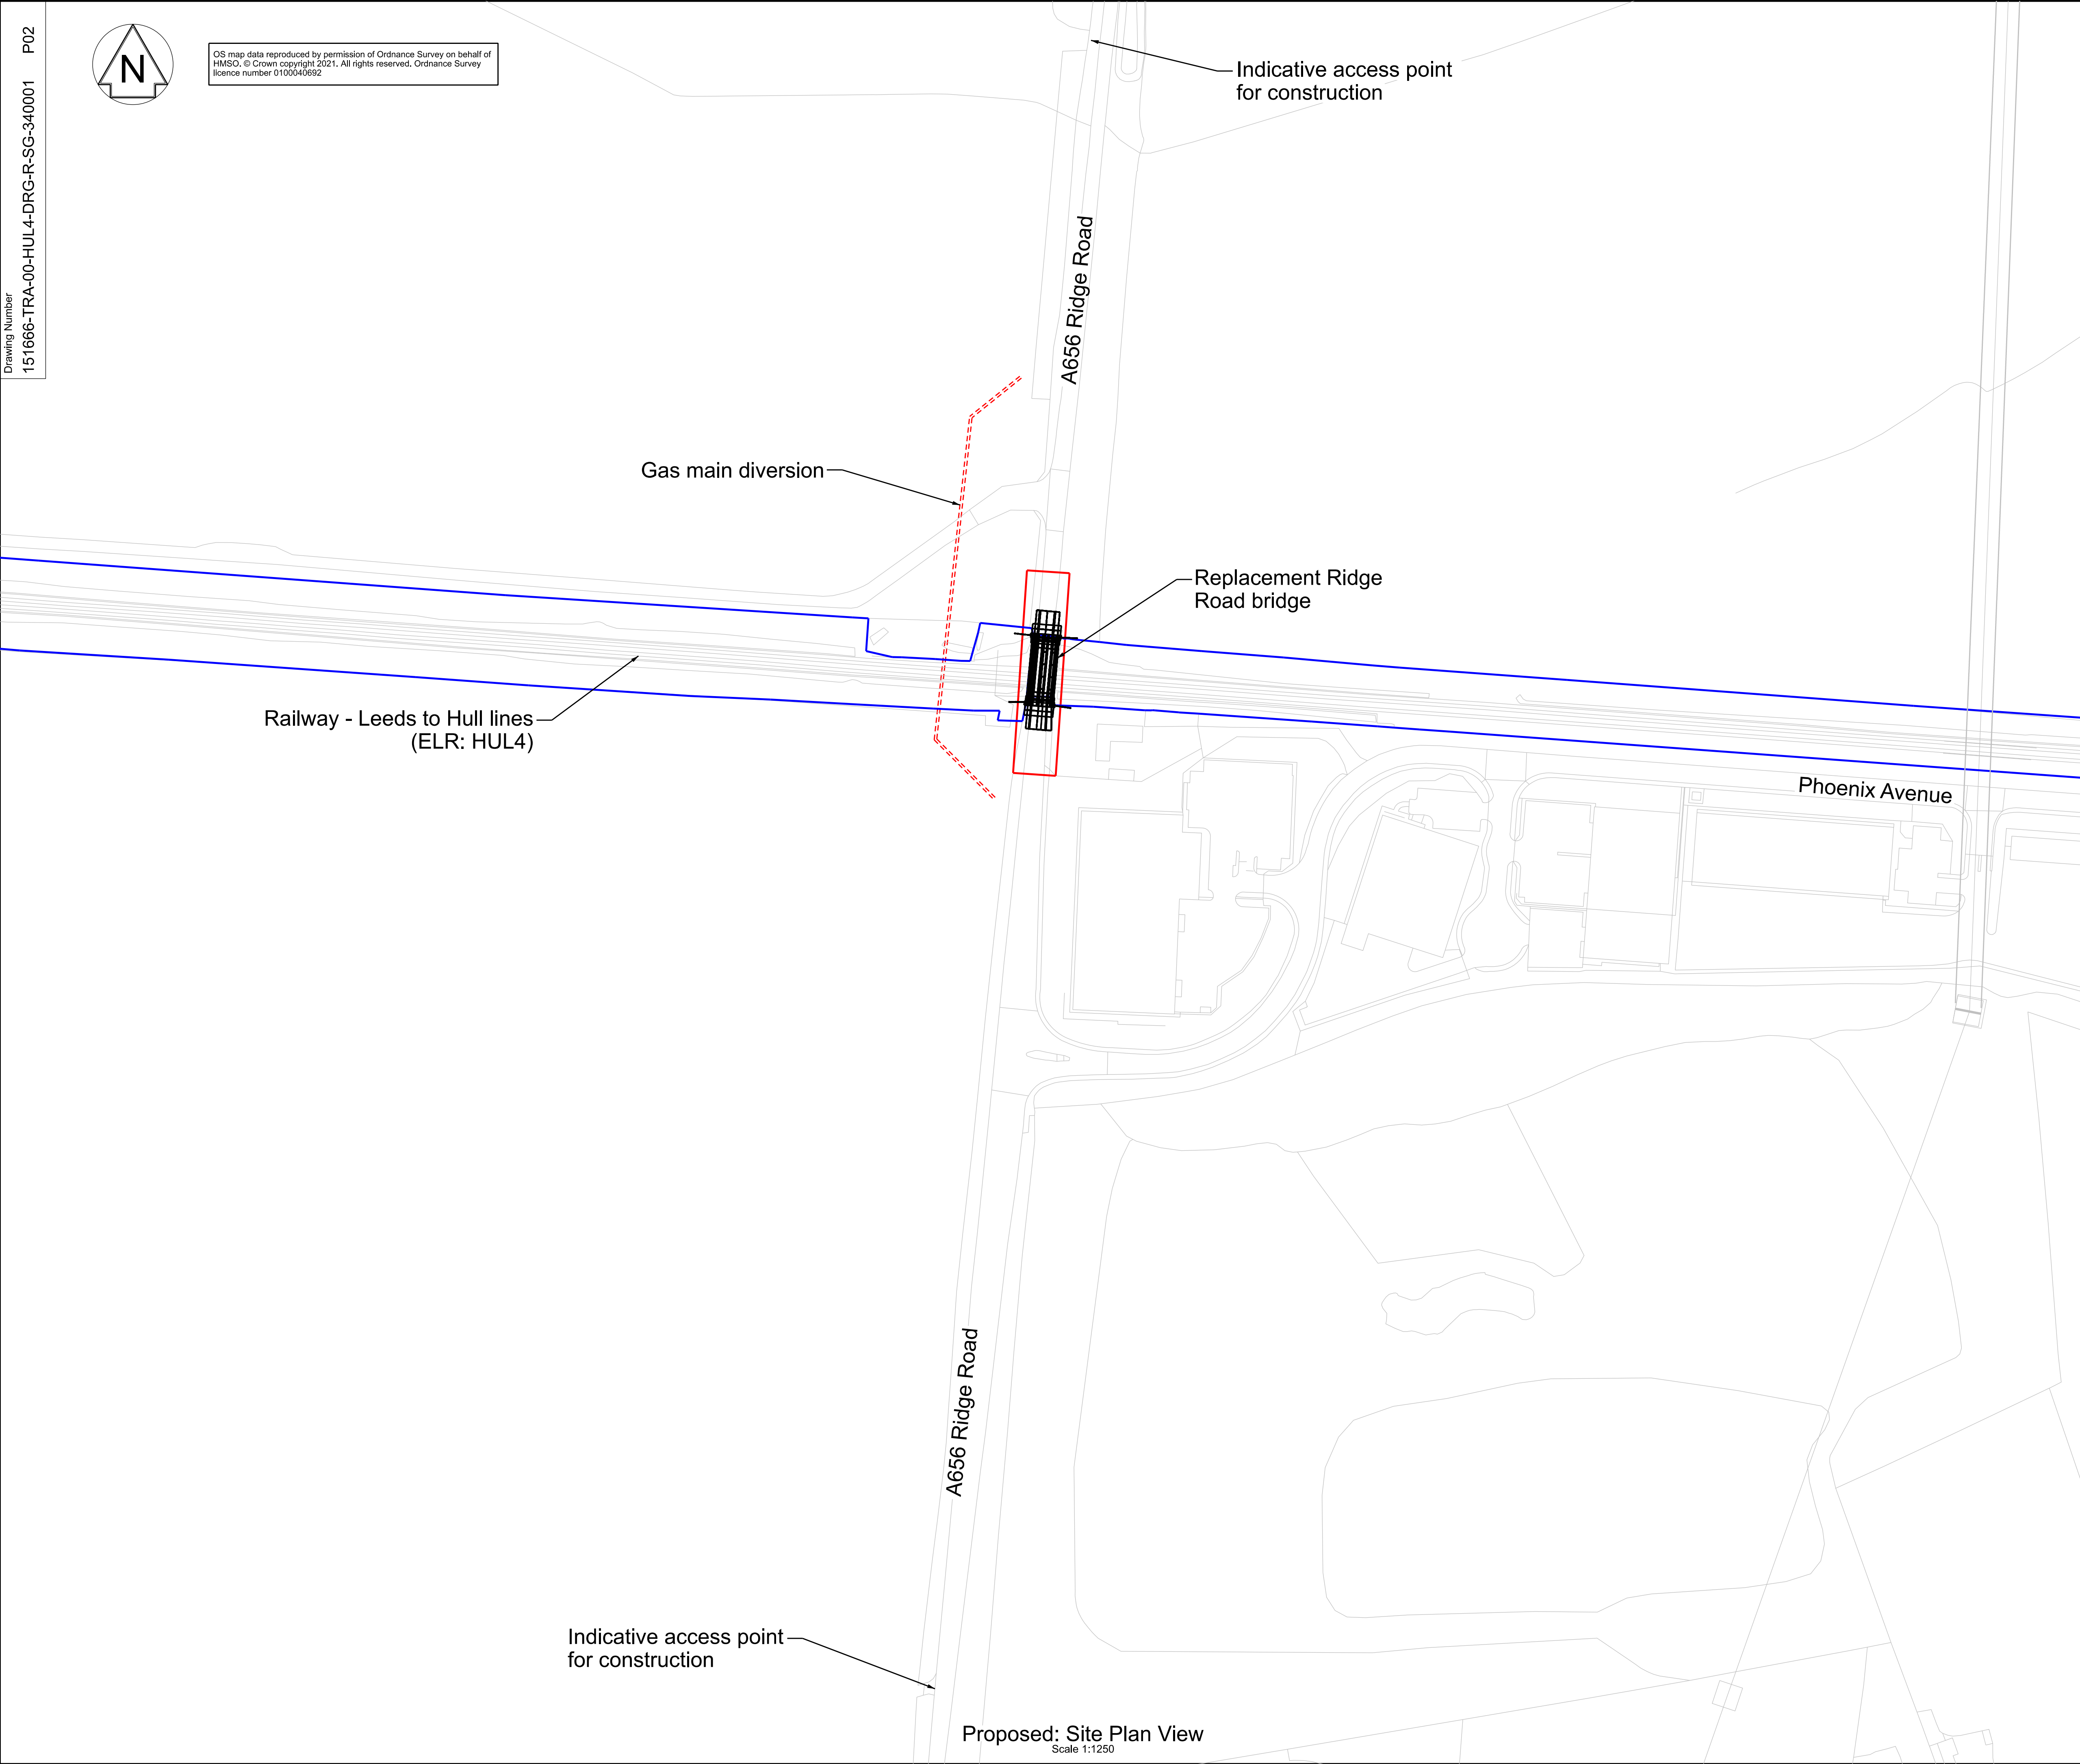 Drawing Number
151666-TRA-00-HUL4-DRG-R-SG-340001 P02
N
OS map data reproduced by permission of Ordnance Survey on behalf of
HMSO. © Crown copyright 2021. All rights reserved. Ordnance Survey
licence number 0100040692
Indicative access point
for construction
A656 Ridge Road
Gas main diversion
Replacement Ridge
Road bridge
Railway - Leeds to Hull lines
(ELR: HUL4)
Phoenix Avenue
A656 Ridge Road
Indicative access point
for construction
Proposed: Site Plan View
Scale 1:1250